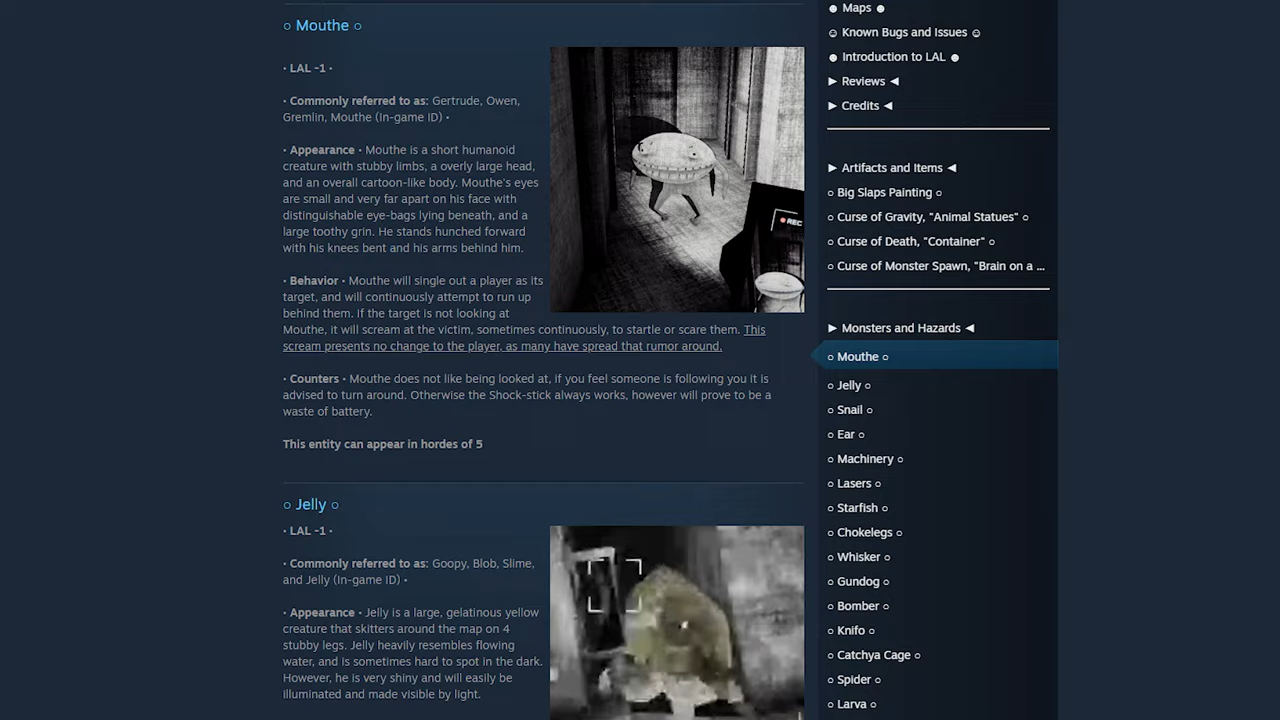 ○ Mouthe ○
• LAL -1 •
• Commonly referred to as: Gertrude, Owen,
Gremlin, Mouthe (In-game ID) •
• Appearance • Mouthe is a short humanoid
creature with stubby limbs, a overly large head,
and an overall cartoon-like body. Mouthe's eyes
are small and very far apart on his face with
distinguishable eye-bags lying beneath, and a
large toothy grin. He stands hunched forward
with his knees bent and his arms behind him.
• Behavior • Mouthe will single out a player as its
target, and will continuously attempt to run up
behind them. if the target is not looking at
Mouthe, it will scream at the victim, sometimes continuously, to startle or scare them. This
scream presents no change to the player, as many have spread that rumor around.
• Counters • Mouthe does not like being looked at, if you feel someone is following you it is
advised to turn around. Otherwise the Shock-stick always works, however will prove to be a
waste of battery.
This entity can appear in hordes of 5
REC
○ Jelly ○
• LAL -1 •
• Commonly referred to as: Goopy, Blob, Slime,
and Jelly (In-game ID) •
• Appearance • Jelly is a large, gelatinous yellow
creature that skitters around the map on 4
stubby legs. Jelly heavily resembles flowing
water, and is sometimes hard to spot in the dark.
However, he is very shiny and will easily be
illuminated and made visible by light.
☻ Maps ☻
☺ Known Bugs and Issues ☺
☻ Introduction to LAL ☻
► Reviews ◄
► Credits ◄
► Artifacts and Items ◄
○ Big Slaps Painting ○
○ Curse of Gravity, "Animal Statues" ○
○ Curse of Death, "Container" ○
○ Curse of Monster Spawn, "Brain on a ...
► Monsters and Hazards ◄
○ Mouthe ○
○ Jelly ○
○ Snail ○
○ Ear ○
○ Machinery ○
○ Lasers ○
○ Starfish ○
○ Chokelegs ○
○ Whisker ○
○ Gundog ○
○ Bomber ○
○ Knifo ○
○ Catchya Cage ○
○ Spider ○
○ Larva ○